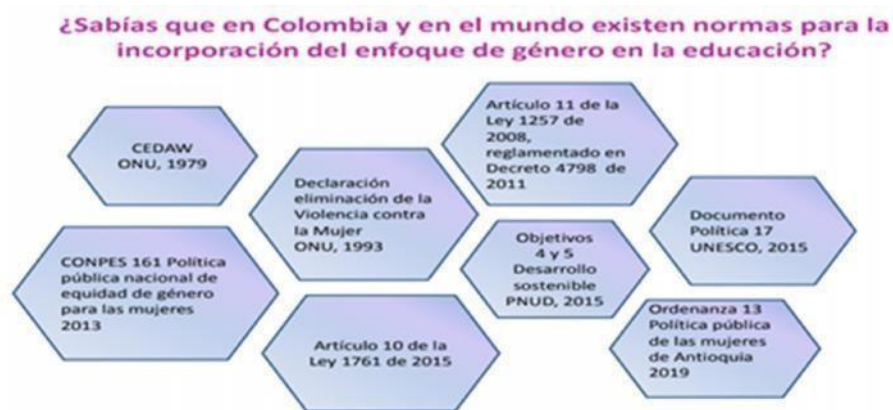 ¿Sabías que en Colombia y en el mundo existen normas para la
incorporación del enfoque de género en la educación?
CEDAW
ONU, 1979
Declaración
eliminación de la
Violencia contra
la Mujer
ONU, 1993
Artículo 11 de la
Ley 1257 de
2008,
reglamentado en
Decreto 4798 de
2011
Documento
Política 17
UNESCO, 2015
CONPES 161 Política
pública nacional de
equidad de género
para las mujeres
2013
Artículo 10 de la
Ley 1761 de 2015
Objetivos
4 y 5
Desarrollo
sostenible
PNUD, 2015
Ordenanza 13
Política pública
de las mujeres
de Antioquia
2019